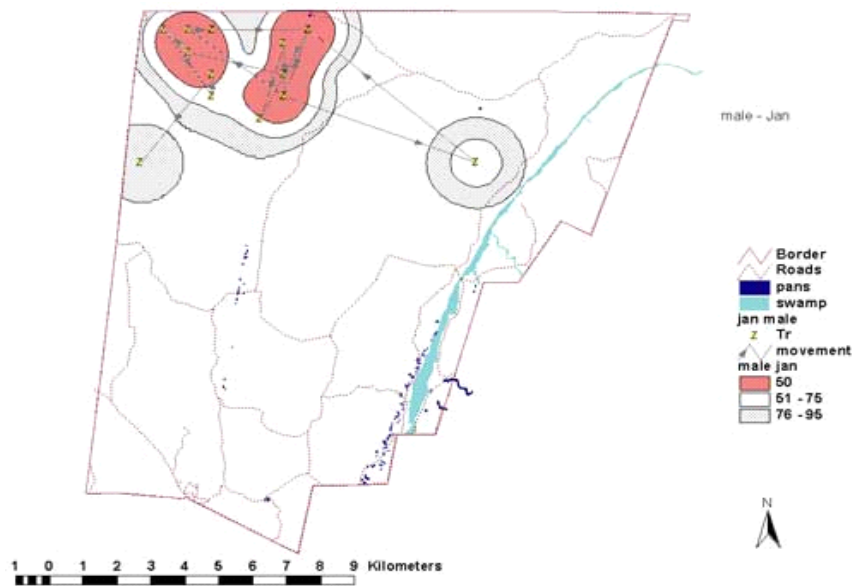 male - Jan
Border
Roads
pans
swamp
jan male
z Tr
movement
male jan
50
51 - 75
76 - 95
N
1 0 1 2 3 4 5 6 7 8 9 Kilometers